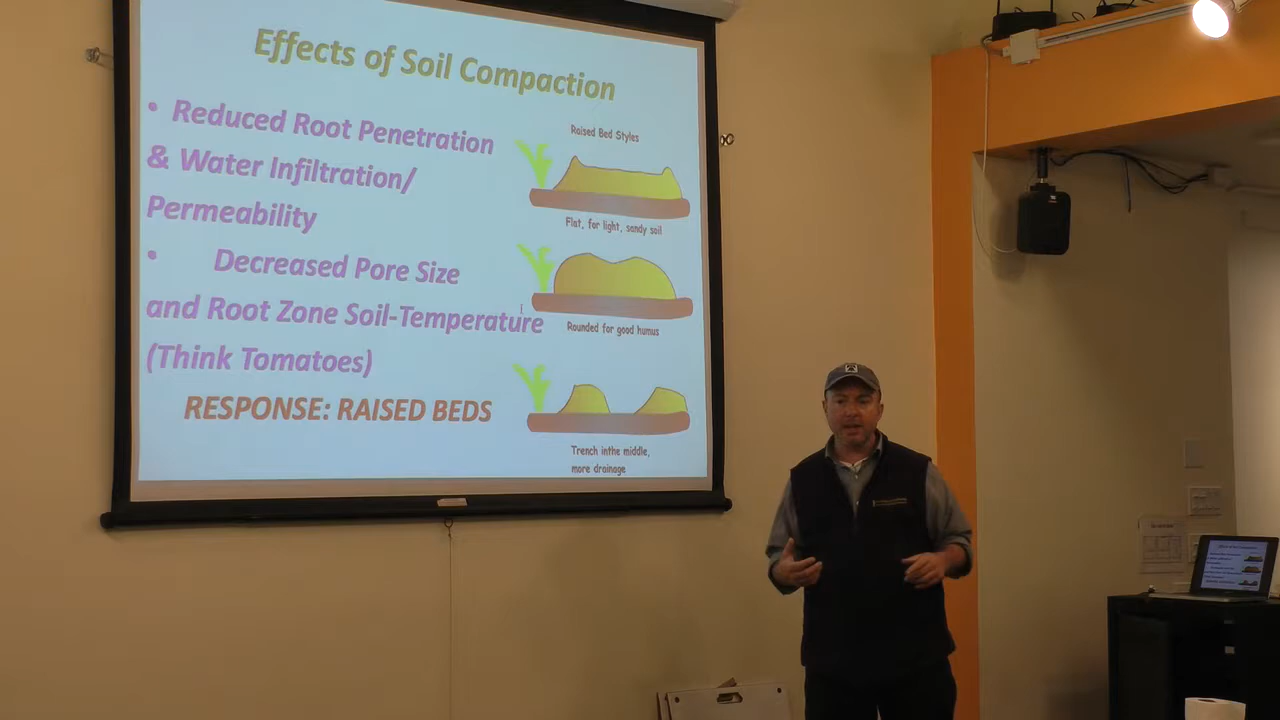 Effects of Soil Compaction
• Reduced Root Penetration
& Water Infiltration/
Permeability
• Decreased Pore Size
and Root Zone Soil-Temperature
(Think Tomatoes)
RESPONSE: RAISED BEDS
Raised Bed Styles
Flat, for light, sandy soil
Rounded for good humus
Trench inthe middle,
more drainage